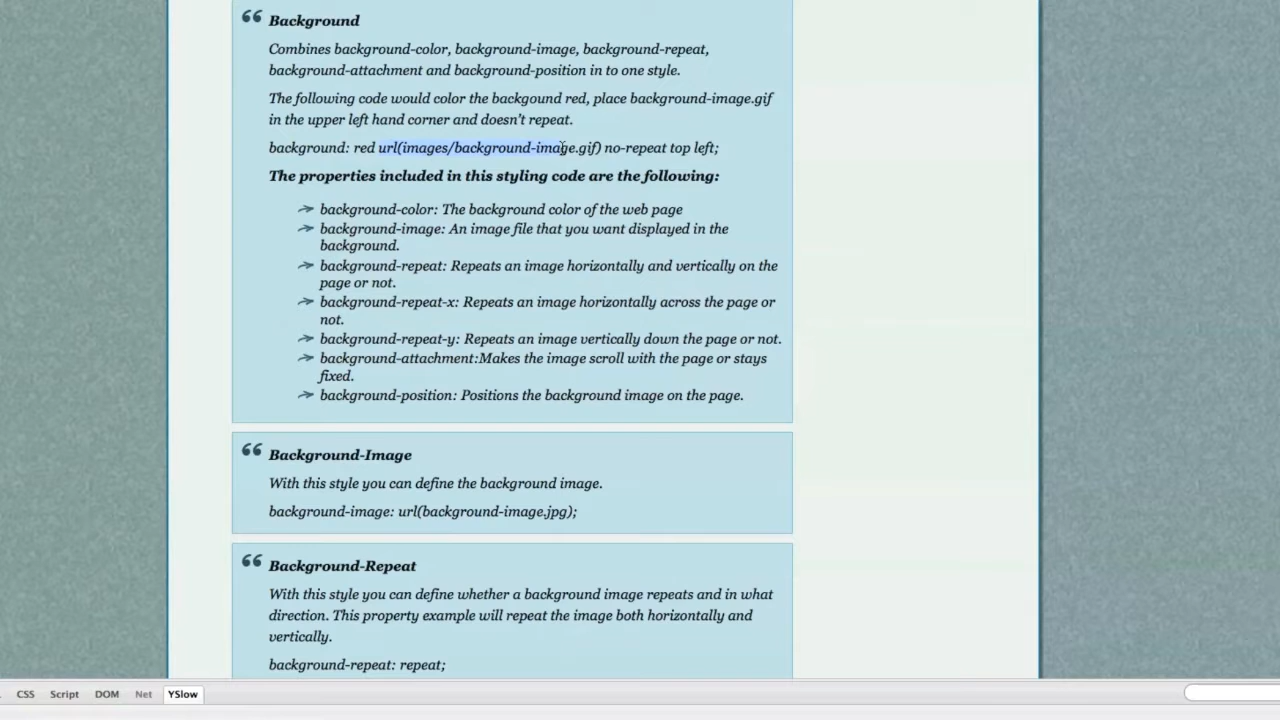 Background
Combines background-color, background-image, background-repeat,
background-attachment and background-position in to one style.
The following code would color the backgound red, place background-image.gif
in the upper left hand corner and doesn't repeat.
background: red url(images/background-image.gif) no-repeat top left;
The properties included in this styling code are the following:
background-color: The background color of the web page
background-image: An image file that you want displayed in the
background.
background-repeat: Repeats an image horizontally and vertically on the
page or not.
background-repeat-x: Repeats an image horizontally across the page or
not.
background-repeat-y: Repeats an image vertically down the page or not.
background-attachment:Makes the image scroll with the page or stays
fixed.
background-position: Positions the background image on the page.
Background-Image
With this style you can define the background image.
background-image: url(background-image.jpg);
Background-Repeat
With this style you can define whether a background image repeats and in what
direction. This property example will repeat the image both horizontally and
vertically.
background-repeat: repeat;
CSS Script DOM Net YSlow